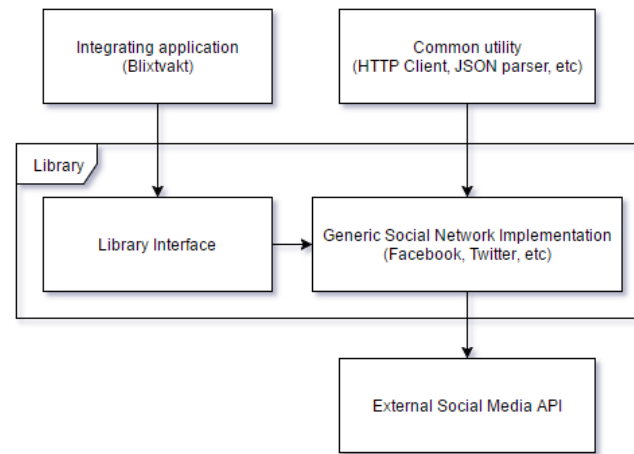 Integrating application
(Blixtvakt)
Common utility
(HTTP Client, JSON parser, etc)
Library
Library Interface
Generic Social Network Implementation
(Facebook, Twitter, etc)
External Social Media API